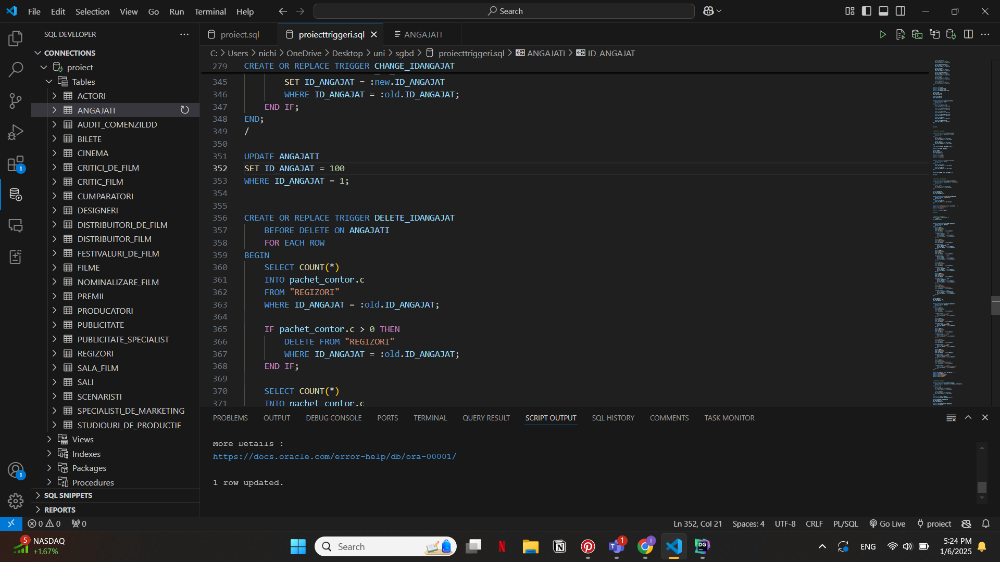 File Edit Selection View Go Run Terminal Help
Search
SQL DEVELOPER
CONNECTIONS
proiect
Tables
ACTORI
ANGAJATI
AUDIT_COMENZILDD
BILETE
CINEMA
CRITICI_DE_FILM
CRITIC_FILM
CUMPARATORI
DESIGNERI
DISTRIBUITORI_DE_FILM
DISTRIBUITOR_FILM
FESTIVALURI_DE_FILM
FILME
NOMINALIZARE_FILM
PREMII
PRODUCATORI
PUBLICITATE
PUBLICITATE_SPECIALIST
REGIZORI
SALA_FILM
SALI
SCENARISTI
SPECIALISTI_DE_MARKETING
STUDIOURI_DE_PRODUCTIE
Views
Indexes
Packages
Procedures
SQL SNIPPETS
REPORTS
1
1
proiect.sql proiecttriggeri.sql ANGAJATI
C: > Users > nichi > OneDrive > Desktop > uni > sgbd > proiecttriggeri.sql > ANGAJATI > ID_ANGAJAT
279 CREATE OR REPLACE TRIGGER CHANGE_IDANGAJAT
345 SET ID_ANGAJAT = :new.ID_ANGAJAT
346 WHERE ID_ANGAJAT = :old.ID_ANGAJAT;
347 END IF;
348 END;
349 /
350
351 UPDATE ANGAJATI
352 SET ID_ANGAJAT = 100
353 WHERE ID_ANGAJAT = 1;
354
355
356 CREATE OR REPLACE TRIGGER DELETE_IDANGAJAT
357 BEFORE DELETE ON ANGAJATI
358 FOR EACH ROW
359 BEGIN
360 SELECT COUNT(*)
361 INTO pachet_contor.c
362 FROM "REGIZORI"
363 WHERE ID_ANGAJAT = :old.ID_ANGAJAT;
364
365 IF pachet_contor.c > 0 THEN
366 DELETE FROM "REGIZORI"
367 WHERE ID_ANGAJAT = :old.ID_ANGAJAT;
368 END IF;
369
370 SELECT COUNT(*)
371 INTO pachet_contor.c
PROBLEMS OUTPUT DEBUG CONSOLE PORTS TERMINAL QUERY RESULT SCRIPT OUTPUT SQL HISTORY COMMENTS TASK MONITOR
More Details :
https://docs.oracle.com/error-help/db/ora-00001/
1 row updated.
0 0 0
Ln 352, Col 21 Spaces: 4 UTF-8 CRLF PL/SQL Go Live proiect
5 NASDAQ
+1.67%
Search
N
1
I
DG
ENG
5:24 PM
1/6/2025